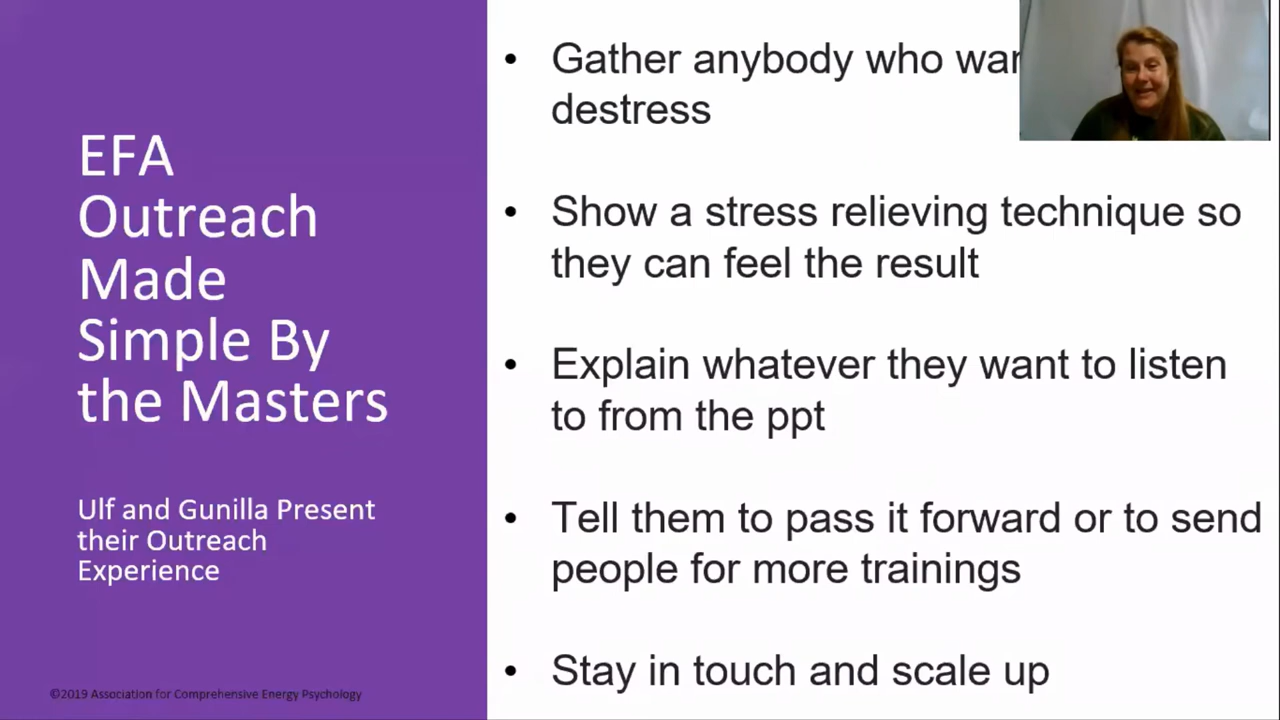 EFA
Outreach
Made
Simple By
the Masters
Ulf and Gunilla Present
their Outreach
Experience
©2019 Association for Comprehensive Energy Psychology
• Gather anybody who
destress
• Show a stress relieving technique so
they can feel the result
• Explain whatever they want to listen
to from the ppt
• Tell them to pass it forward or to send
people for more trainings
• Stay in touch and scale up